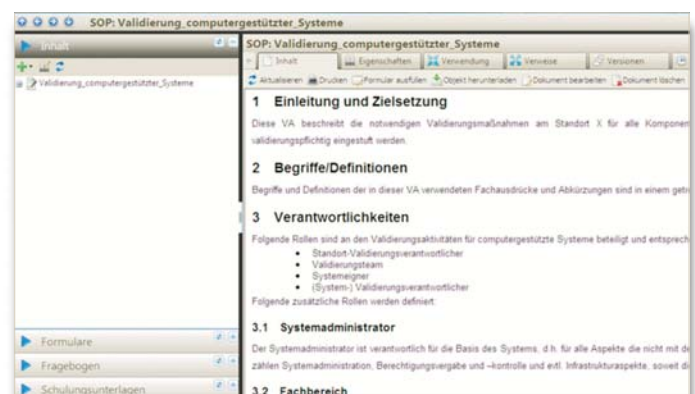 SOP: Validierung_computergestützter_Systeme
Inhalt
Validierung_computergestützter_Systeme
Formulare
Fragebogen
Schulungsunterlagen
SOP: Validierung_computergestützter_Systeme
Inhalt Eigenschaften Verwendung Verweise Versionen
Aktualisieren Drucken Formular ausfüllen Objekt herunterladen Dokument bearbeiten Dokument löschen
1 Einleitung und Zielsetzung
Diese VA beschreibt die notwendigen Validierungsmaßnahmen am Standort X für alle Komponen
validierungspflichtig eingestuft werden.
2 Begriffe/Definitionen
Begriffe und Definitionen der in dieser VA verwendeten Fachausdrücke und Abkürzungen sind in einem getre
3 Verantwortlichkeiten
Folgende Rollen sind an den Validierungsaktivitäten für computergestützte Systeme beteiligt und entsprech
• Standort-Validierungsverantwortlicher
• Validierungsteam
• Systemeigner
• (System-) Validierungsverantwortlicher
Folgende zusätzliche Rollen werden definiert:
3.1 Systemadministrator
Der Systemadministrator ist verantwortlich für die Basis des Systems, d.h. für alle Aspekte die nicht mit de
zählen Systemadministration, Berechtigungsvergabe und –kontrolle und evtl. Infrastrukturaspekte, soweit di
3.2 Fachbereich